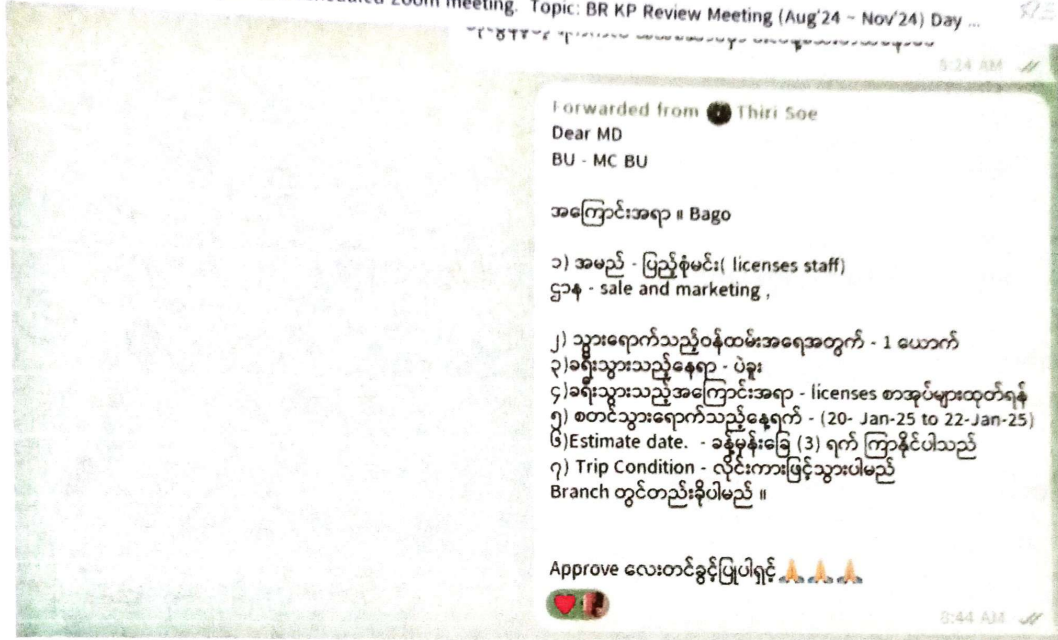 Zoom meeting. Topic: BR KP Review Meeting (Aug'24 ~ Nov'24) Day ...
5:24 AM
Forwarded from Thiri Soe
Dear MD
BU - MC BU
အကြောင်းအရာ ။ Bago
၁) အမည် - ပြည့်စုံမင်း( licenses staff)
ဌာန - sale and marketing ,
၂) သွားရောက်သည့်ဝန်ထမ်းအရေအတွက် - 1 ယောက်
၃)ခရီးသွားသည့်နေရာ - ပဲခူး
၄)ခရီးသွားသည့်အကြောင်းအရာ - licenses စာအုပ်များထုတ်ရန်
၅) စတင်သွားရောက်သည့်နေ့ရက် - (20- Jan-25 to 22-Jan-25)
၆)Estimate date. - ခန့်မှန်းခြေ (3) ရက် ကြာနိုင်ပါသည်
၇) Trip Condition - လိုင်းကားဖြင့်သွားပါမည်
Branch တွင်တည်းခိုပါမည် ။
Approve လေးတင်ခွင့်ပြုပါရှင့် 🙏🙏🙏
8:44 AM